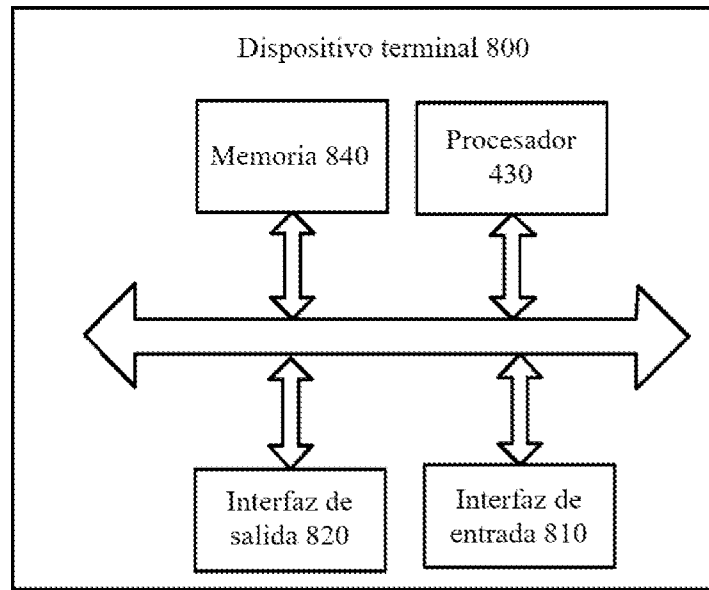 Dispositivo terminal 800
Memoria 840
Procesador
430
Interfaz de
salida 820
Interfaz de
entrada 810